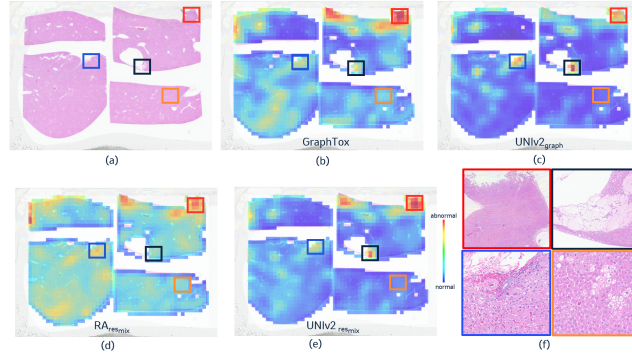 (a)
GraphTox
(b)
UNIv2graph
(c)
RAresmix
(d)
UNIv2resmix
(e)
abnormal
normal
(f)